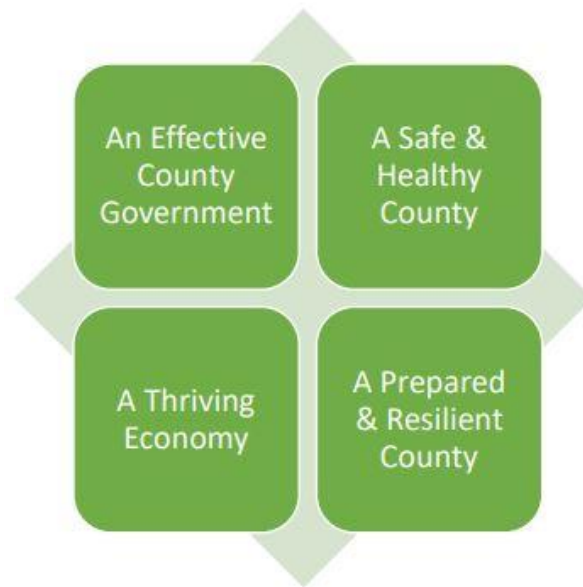 An Effective
County
Government
A Safe &
Healthy
County
A Thriving
Economy
A Prepared
& Resilient
County